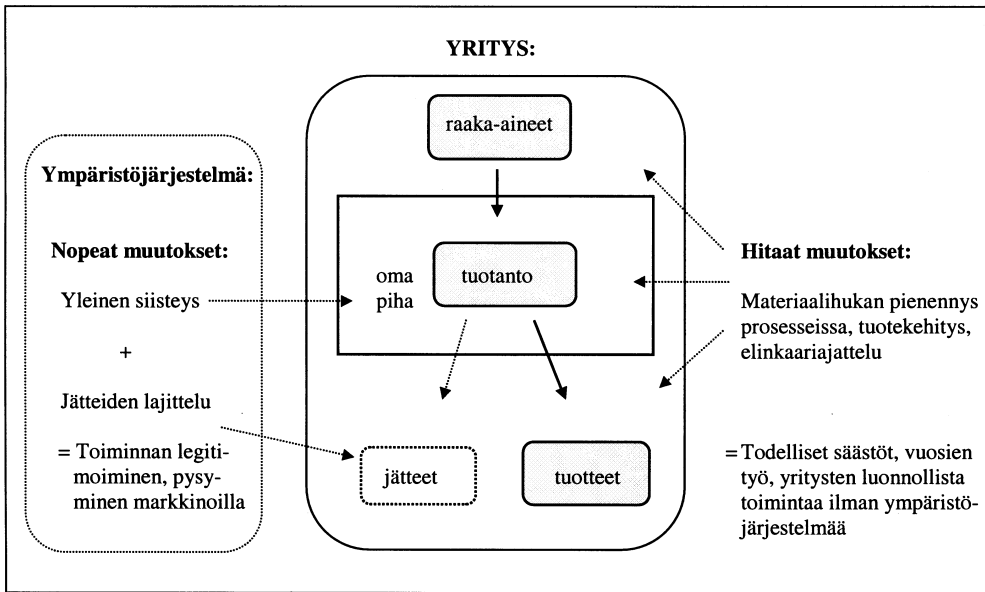 YRITYS:
raaka-aineet
Ympäristöjärjestelmä:
Nopeat muutokset:
Yleinen siisteys
+
Jätteiden lajittelu
= Toiminnan legiti-
moiminen, pysy-
minen markkinoilla
oma
piha
tuotanto
jätteet
tuotteet
Hitaat muutokset:
Materiaalihukan pienennys
prosesseissa, tuotekehitys,
elinkaariajattelu
= Todelliset säästöt, vuosien
työ, yritysten luonnollista
toimintaa ilman ympäristö-
järjestelmää